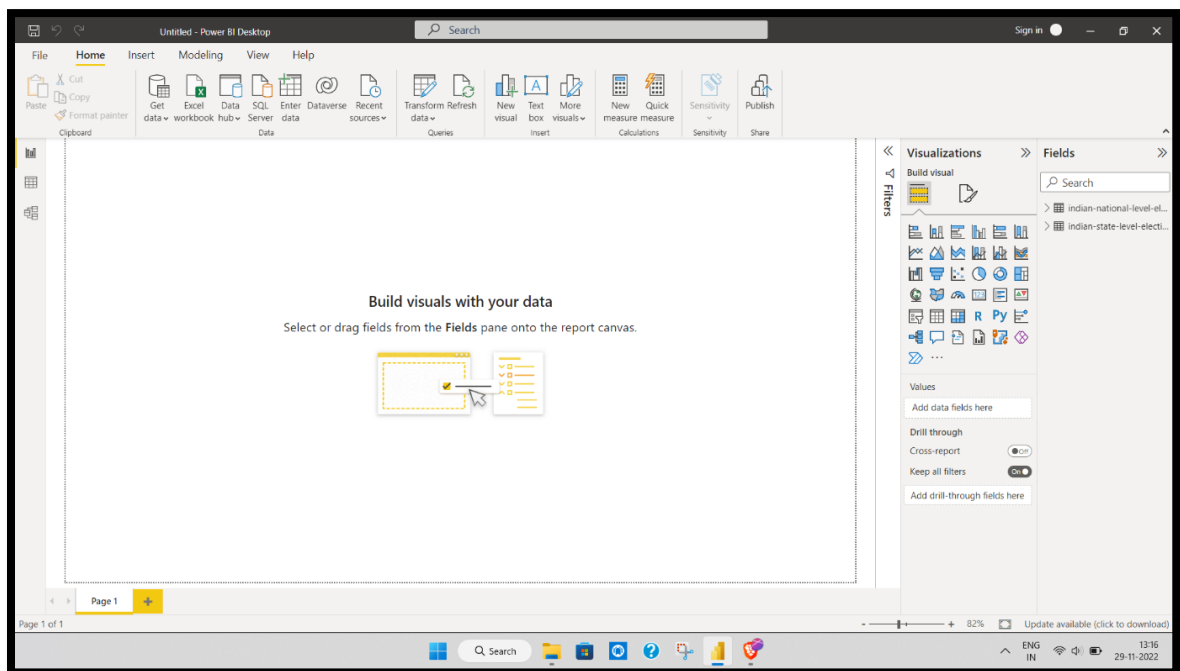 Untitled - Power BI Desktop
Search
Sign in
File Home Insert Modeling View Help
Paste
Cut
Copy
Format painter
Clipboard
Get data
Excel workbook
Data hub
SQL Server
Enter data
Dataverse
Recent sources
Data
Transform data
Refresh
Queries
New visual
Text box
More visuals
Insert
New measure
Quick measure
Calculations
Sensitivity
Sensitivity
Publish
Share
Build visuals with your data
Select or drag fields from the Fields pane onto the report canvas.
Filters
Visualizations
Build visual
R Py
Values
Add data fields here
Drill through
Cross-report
Off
Keep all filters
On
Add drill-through fields here
Fields
Search
indian-national-level-el...
indian-state-level-electi...
Page 1
Page 1 of 1
82%
Update available (click to download)
Search
ENG
IN
13:16
29-11-2022